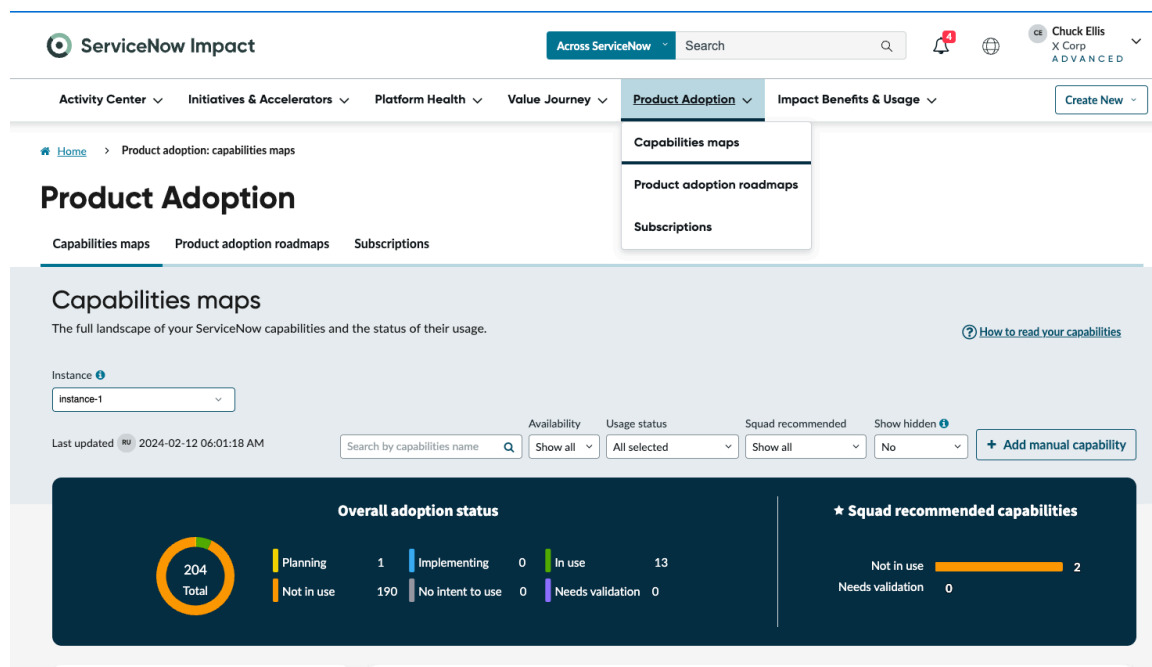 ServiceNow Impact
Across ServiceNow
Search
4
CE
Chuck Ellis
X Corp
ADVANCED
Activity Center
Initiatives & Accelerators
Platform Health
Value Journey
Product Adoption
Impact Benefits & Usage
Create New
Capabilities maps
Product adoption roadmaps
Subscriptions
Home > Product adoption: capabilities maps
Product Adoption
Capabilities maps
Product adoption roadmaps
Subscriptions
Capabilities maps
The full landscape of your ServiceNow capabilities and the status of their usage.
? How to read your capabilities
Instance
instance-1
Last updated RU 2024-02-12 06:01:18 AM
Search by capabilities name
Availability
Show all
Usage status
All selected
Squad recommended
Show all
Show hidden
No
+ Add manual capability
Overall adoption status
204
Total
Planning 1
Implementing 0
In use 13
Not in use 190
No intent to use 0
Needs validation 0
★ Squad recommended capabilities
Not in use 2
Needs validation 0